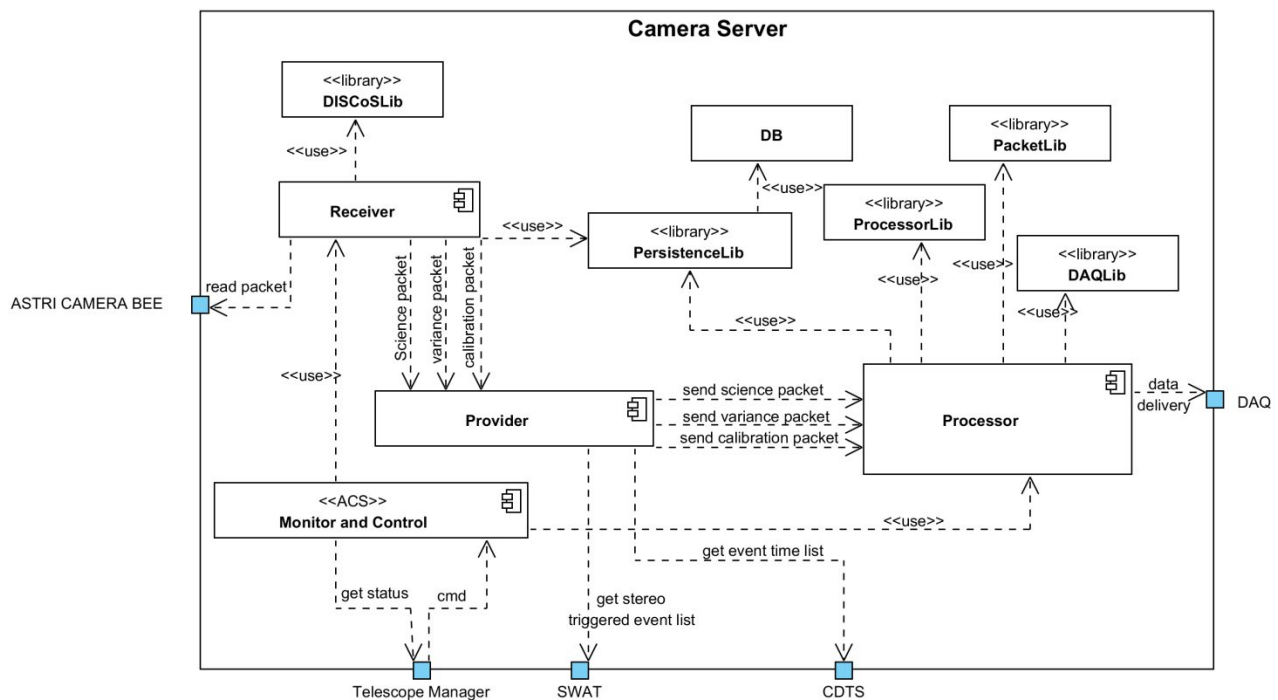 Camera Server
<<library>>
DISCoSLib
<<use>>
Receiver
read packet
ASTRI CAMERA BEE
Science packet
variance packet
calibration packet
<<use>>
<<library>>
PersistenceLib
<<use>>
DB
<<library>>
ProcessorLib
<<use>>
<<library>>
PacketLib
<<use>>
<<library>>
DAQLib
<<use>>
<<use>>
<<use>>
Provider
send science packet
send variance packet
send calibration packet
Processor
data
delivery
DAQ
<<ACS>>
Monitor and Control
<<use>>
get status
cmd
get stereo
triggered event list
get event time list
Telescope Manager
SWAT
CDTS